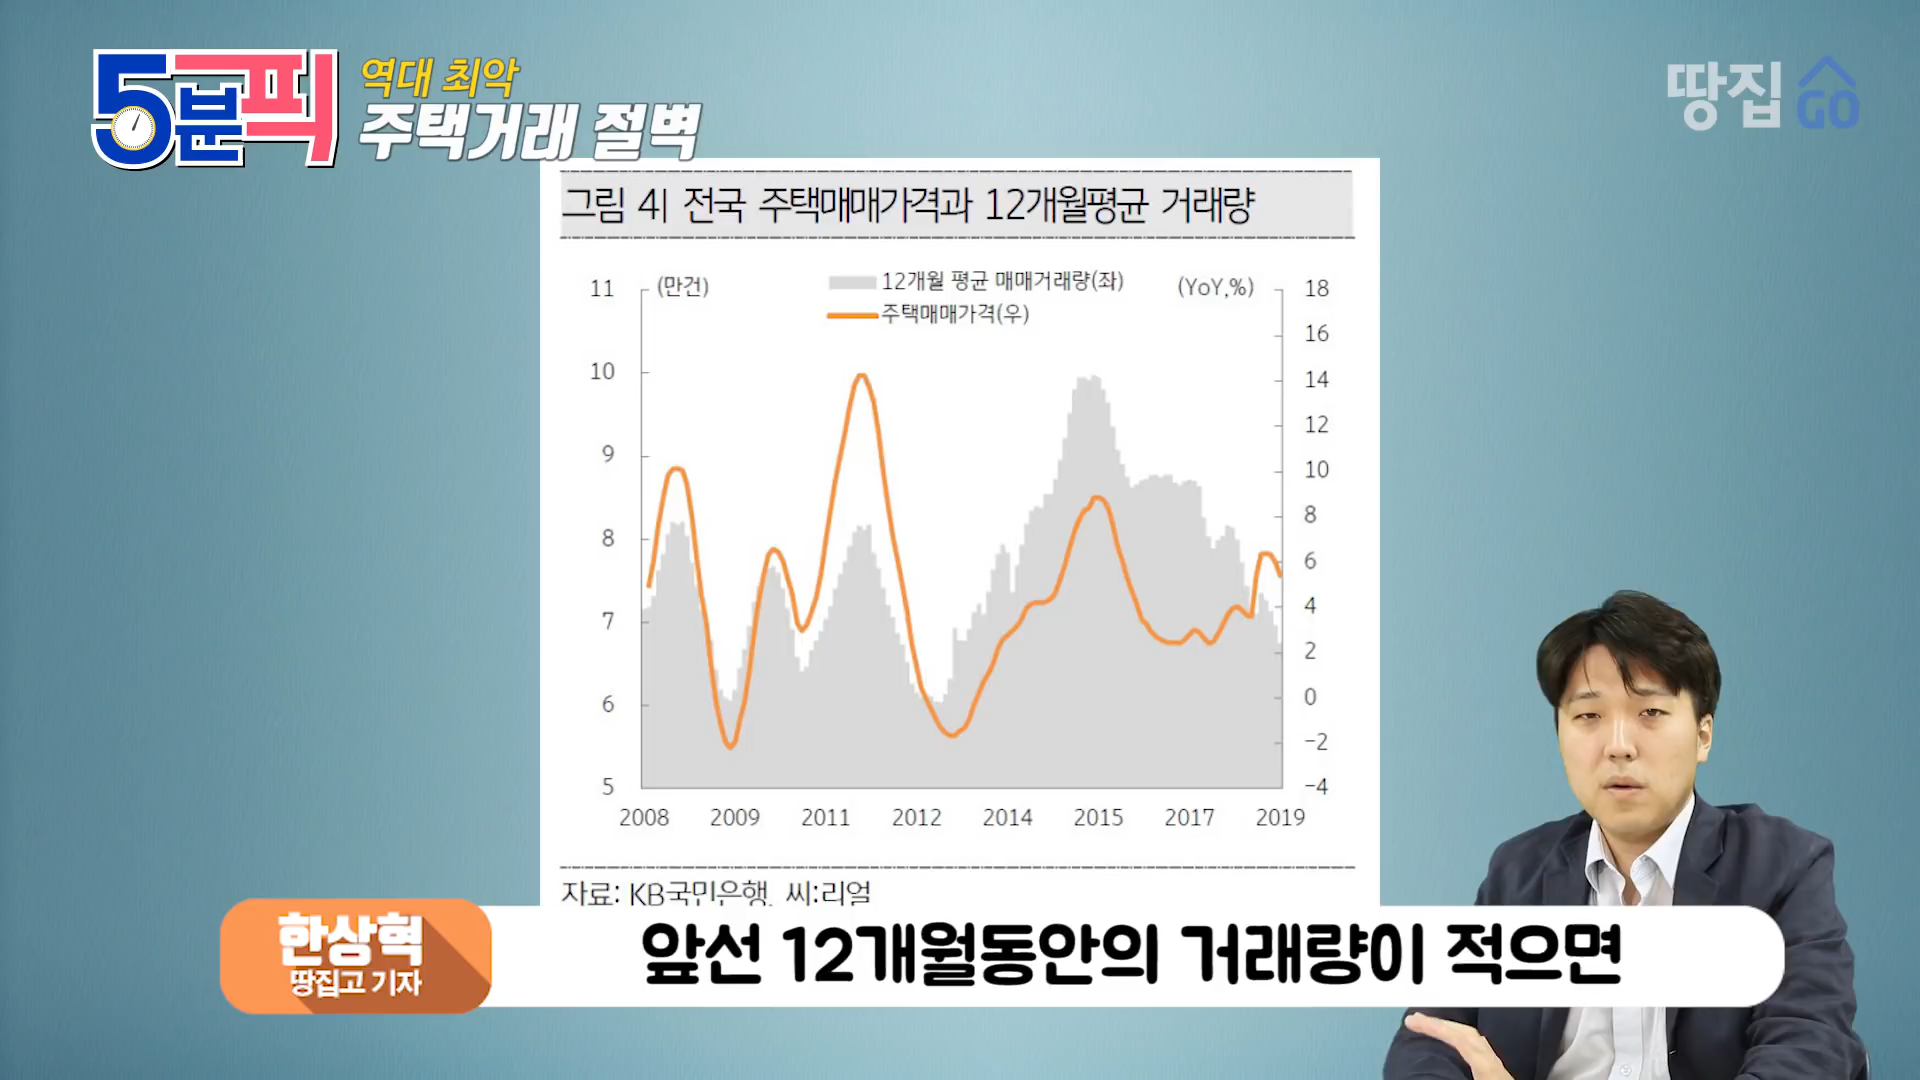 5분픽
역대 최악
주택거래 절벽
땅집GO
그림 4| 전국 주택매매가격과 12개월평균 거래량
(만건)
12개월 평균 매매거래량(좌)
주택매매가격(우)
(YoY,%)
11
10
9
8
7
6
5
18
16
14
12
10
8
6
4
2
0
-2
-4
2008 2009 2011 2012 2014 2015 2017 2019
자료: KB국민은행, 씨:리얼
한상혁
땅집고 기자
앞선 12개월동안의 거래량이 적으면